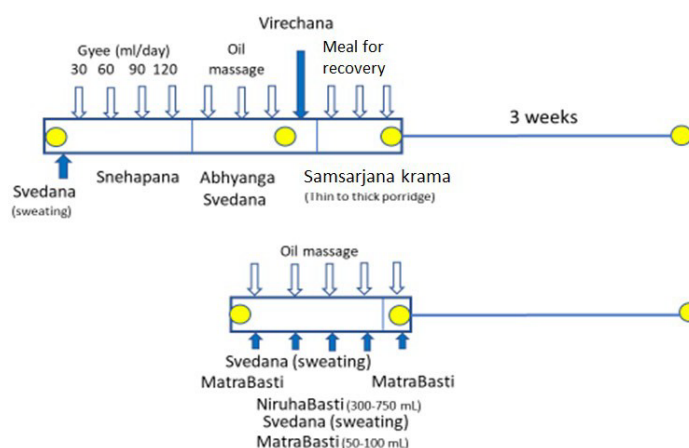 Virechana
Gyee (ml/day)
30 60 90 120
Oil
massage
Meal for
recovery
3 weeks
Svedana
(sweating)
Snehapana
Abhyanga
Svedana
Samsarjana krama
(Thin to thick porridge)
Oil massage
Svedana (sweating)
MatraBasti MatraBasti
NiruhaBasti (300-750 mL)
Svedana (sweating)
MatraBasti (50-100 mL)